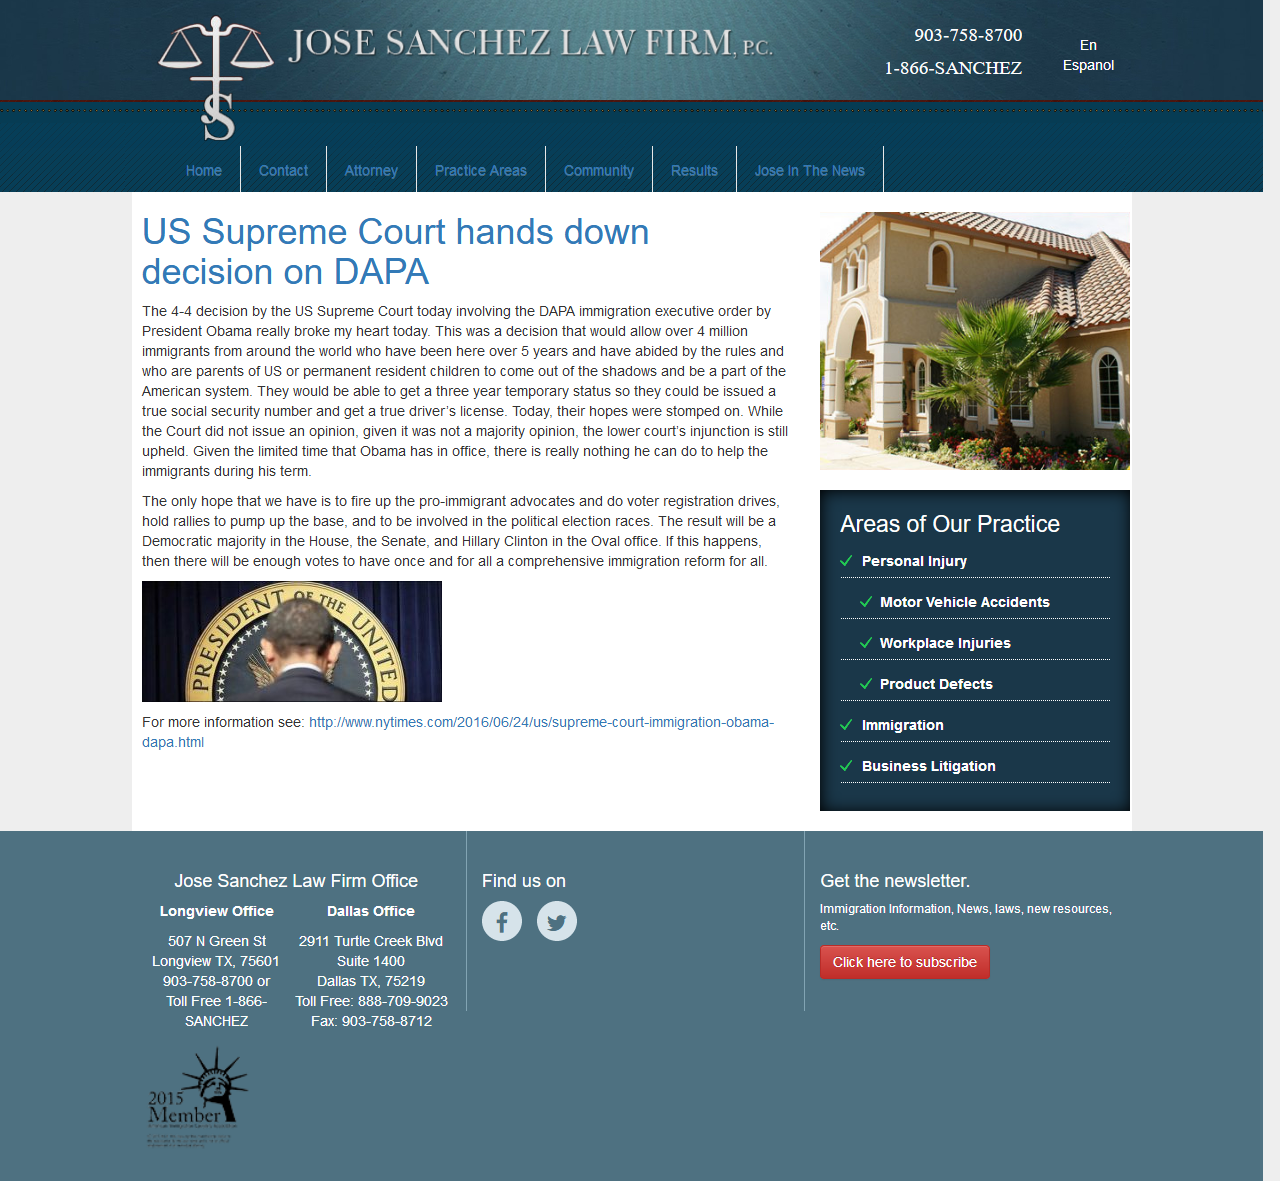 JOSE SANCHEZ LAW FIRM, P.C.
903-758-8700
1-866-SANCHEZ
En
Espanol
Home
Contact
Attorney
Practice Areas
Community
Results
Jose In The News
US Supreme Court hands down
decision on DAPA
The 4-4 decision by the US Supreme Court today involving the DAPA immigration executive order by
President Obama really broke my heart today. This was a decision that would allow over 4 million
immigrants from around the world who have been here over 5 years and have abided by the rules and
who are parents of US or permanent resident children to come out of the shadows and be a part of the
American system. They would be able to get a three year temporary status so they could be issued a
true social security number and get a true driver’s license. Today, their hopes were stomped on. While
the Court did not issue an opinion, given it was not a majority opinion, the lower court’s injunction is still
upheld. Given the limited time that Obama has in office, there is really nothing he can do to help the
immigrants during his term.
The only hope that we have is to fire up the pro-immigrant advocates and do voter registration drives,
hold rallies to pump up the base, and to be involved in the political election races. The result will be a
Democratic majority in the House, the Senate, and Hillary Clinton in the Oval office. If this happens,
then there will be enough votes to have once and for all a comprehensive immigration reform for all.
PRESIDENT OF THE UNITED
For more information see: http://www.nytimes.com/2016/06/24/us/supreme-court-immigration-obama-
dapa.html
Areas of Our Practice
Personal Injury
Motor Vehicle Accidents
Workplace Injuries
Product Defects
Immigration
Business Litigation
Jose Sanchez Law Firm Office
Longview Office
507 N Green St
Longview TX, 75601
903-758-8700 or
Toll Free 1-866-
SANCHEZ
Dallas Office
2911 Turtle Creek Blvd
Suite 1400
Dallas TX, 75219
Toll Free: 888-709-9023
Fax: 903-758-8712
2015
Member
Find us on
Get the newsletter.
Immigration Information, News, laws, new resources,
etc.
Click here to subscribe